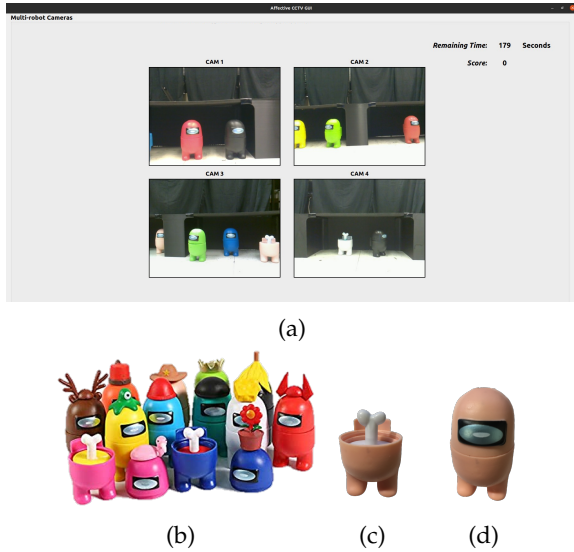 Affective CCTV GUI
Multi-robot Cameras
Remaining Time: 179 Seconds
Score: 0
CAM 1
CAM 2
CAM 3
CAM 4
(a)
(b)
(c)
(d)